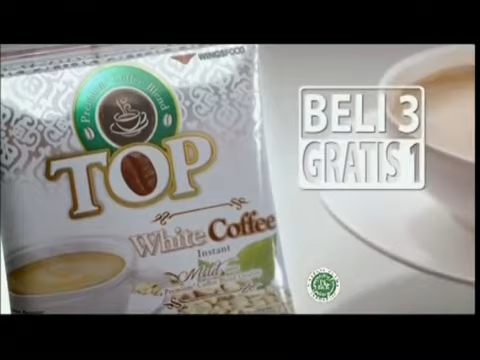 WINGSFOOD
Premium Coffee Blend
TOP
White Coffee
Instant
Mild
BELI 3
GRATIS 1